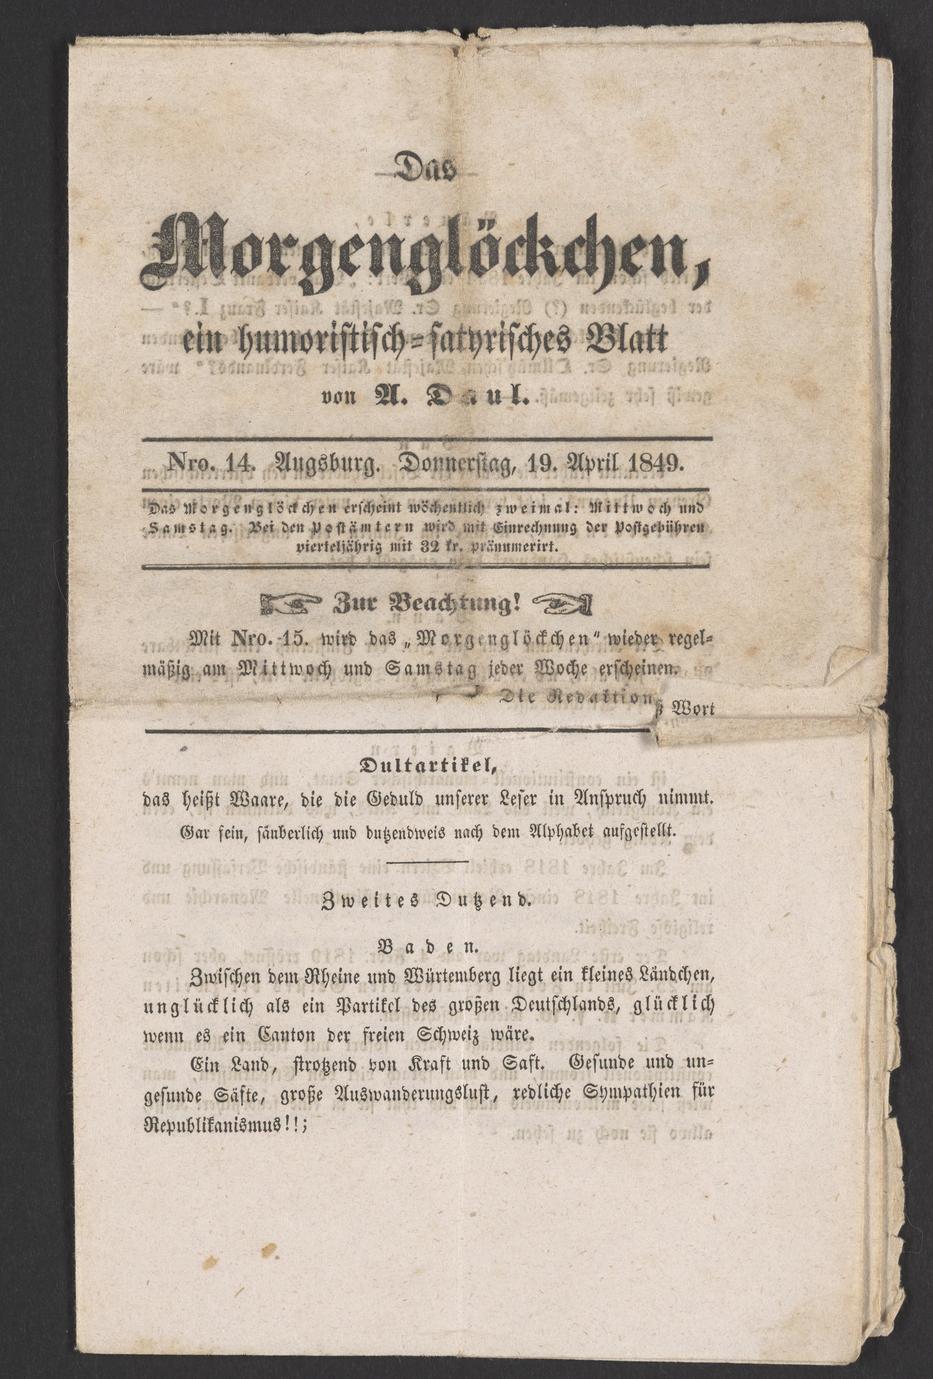 Das
Morgenglöckchen,
ein humoristisch=satyrisches Blatt
von A. Daul.
Nro. 14. Augsburg. Donnerstag, 19. April 1849.
Das Morgenglöckchen erscheint wöchentlich zweimal: Mittwoch und
Samstag. Bei den Postämtern wird mit Einrechnung der Postgebühren
vierteljährig mit 32 kr. pränumerirt.
Zur Beachtung!
Mit Nro. 15. wird das „Morgenglöckchen" wieder regel=
mäßig am Mittwoch und Samstag jeder Woche erscheinen.
Die Redaktion
ß Wort
Dultartikel,
das heißt Waare, die die Geduld unserer Leser in Anspruch nimmt.
Gar fein, säuberlich und dutzendweis nach dem Alphabet aufgestellt.
Zweites Dutzend.
Baden.
Zwischen dem Rheine und Würtemberg liegt ein kleines Ländchen,
unglücklich als ein Partikel des großen Deutschlands, glücklich
wenn es ein Canton der freien Schweiz wäre.
Ein Land, strotzend von Kraft und Saft. Gesunde und un=
gesunde Säfte, große Auswanderungslust, redliche Sympathien für
Republikanismus!!;